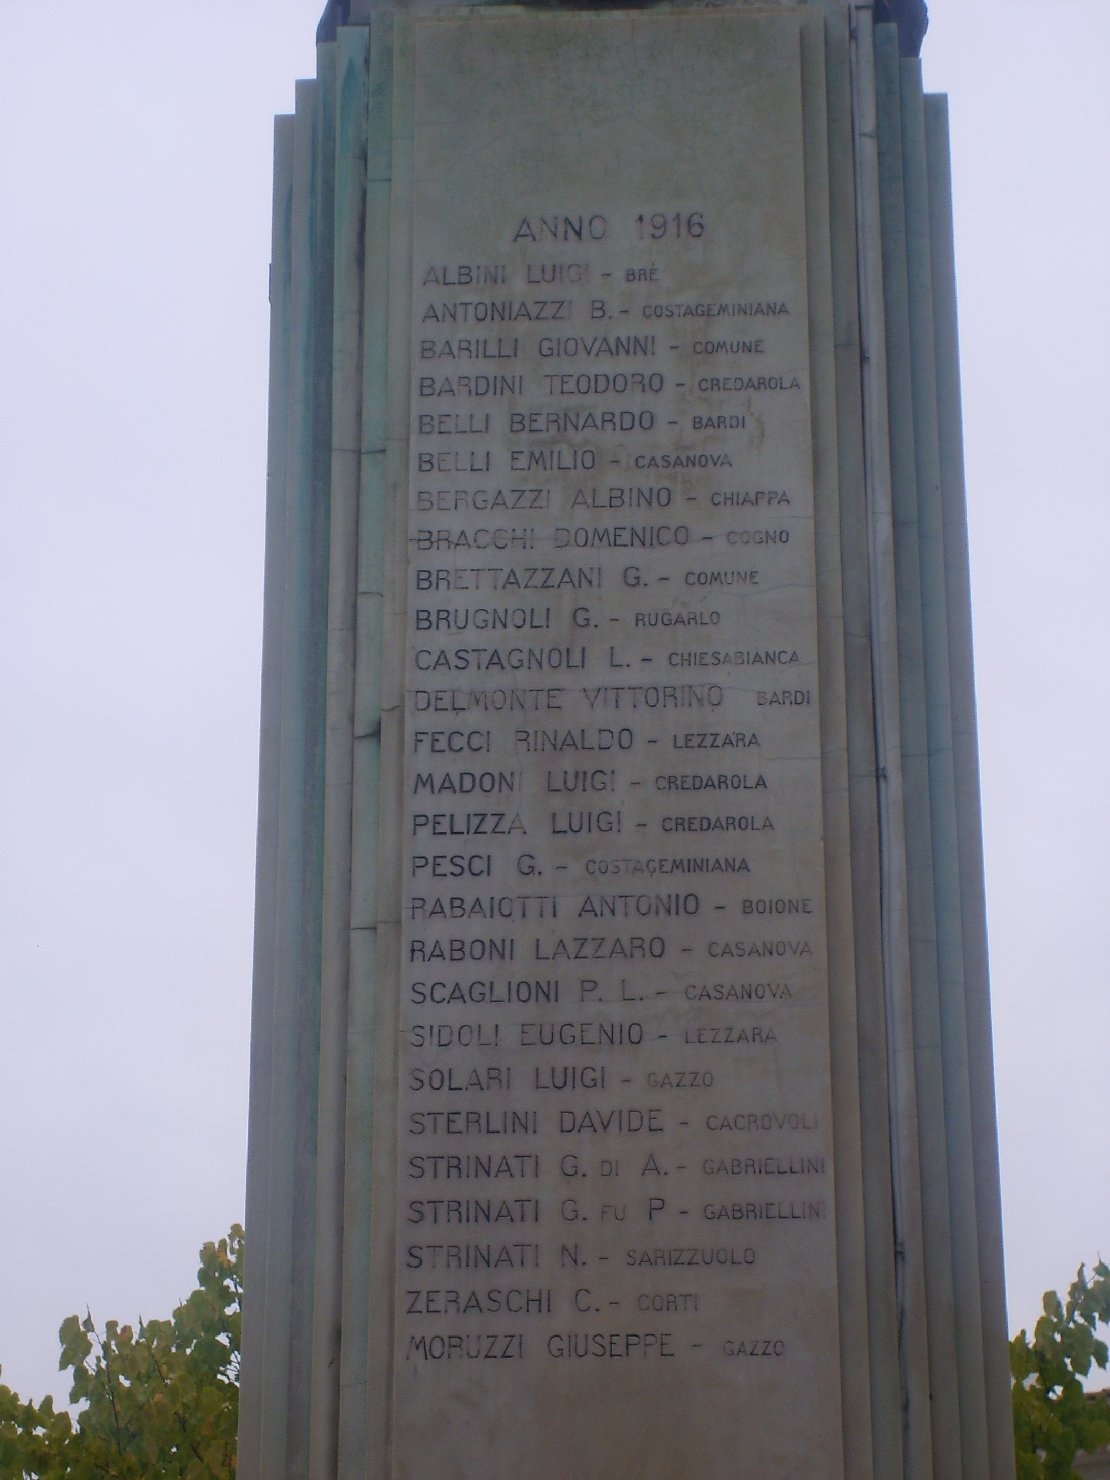 ANNO 1916
ALBINI LUIGI - BRÉ
ANTONIAZZI B. - COSTAGEMINIANA
BARILLI GIOVANNI - COMUNE
BARDINI TEODORO - CREDAROLA
BELLI BERNARDO - BARDI
BELLI EMILIO - CASANOVA
BERGAZZI ALBINO - CHIAPPA
BRACCHI DOMENICO - COGNO
BRETTAZZANI G. - COMUNE
BRUGNOLI G. - RUGARLO
CASTAGNOLI L. - CHIESABIANCA
DELMONTE VITTORINO BARDI
FECCI RINALDO - LEZZARA
MADONI LUIGI - CREDAROLA
PELIZZA LUIGI - CREDAROLA
PESCI G. - COSTAGEMINIANA
RABAIOTTI ANTONIO - BOIONE
RABONI LAZZARO - CASANOVA
SCAGLIONI P. L. - CASANOVA
SIDOLI EUGENIO - LEZZARA
SOLARI LUIGI - GAZZO
STERLINI DAVIDE - CACROVOLI
STRINATI G. DI A. - GABRIELLINI
STRINATI G. FU P - GABRIELLINI
STRINATI N. - SARIZZUOLO
ZERASCHI C. - CORTI
MORUZZI GIUSEPPE - GAZZO